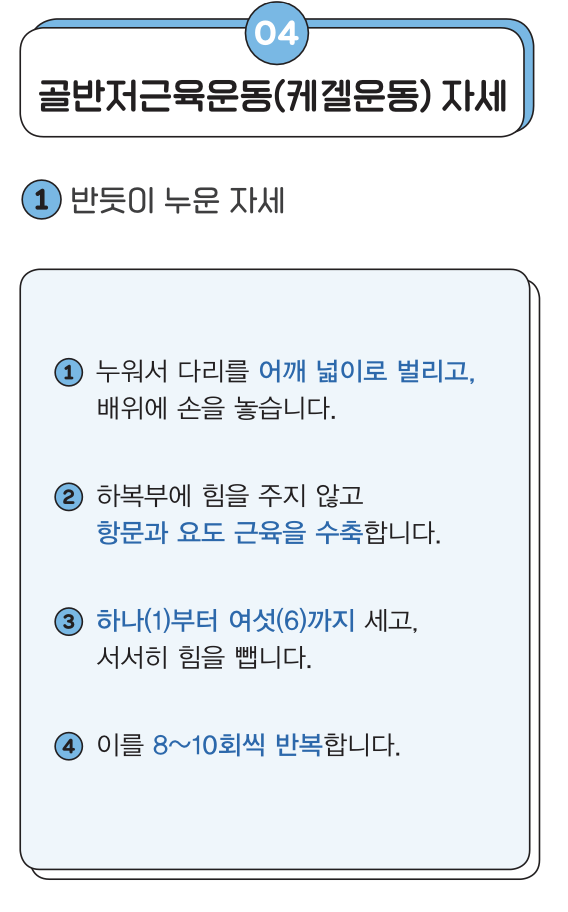 04
골반저근육운동(케겔운동) 자세
1 반듯이 누운 자세
1 누워서 다리를 어깨 넓이로 벌리고,
배위에 손을 놓습니다.
2 하복부에 힘을 주지 않고
항문과 요도 근육을 수축합니다.
3 하나(1)부터 여섯(6)까지 세고,
서서히 힘을 뺍니다.
4 이를 8~10회씩 반복합니다.